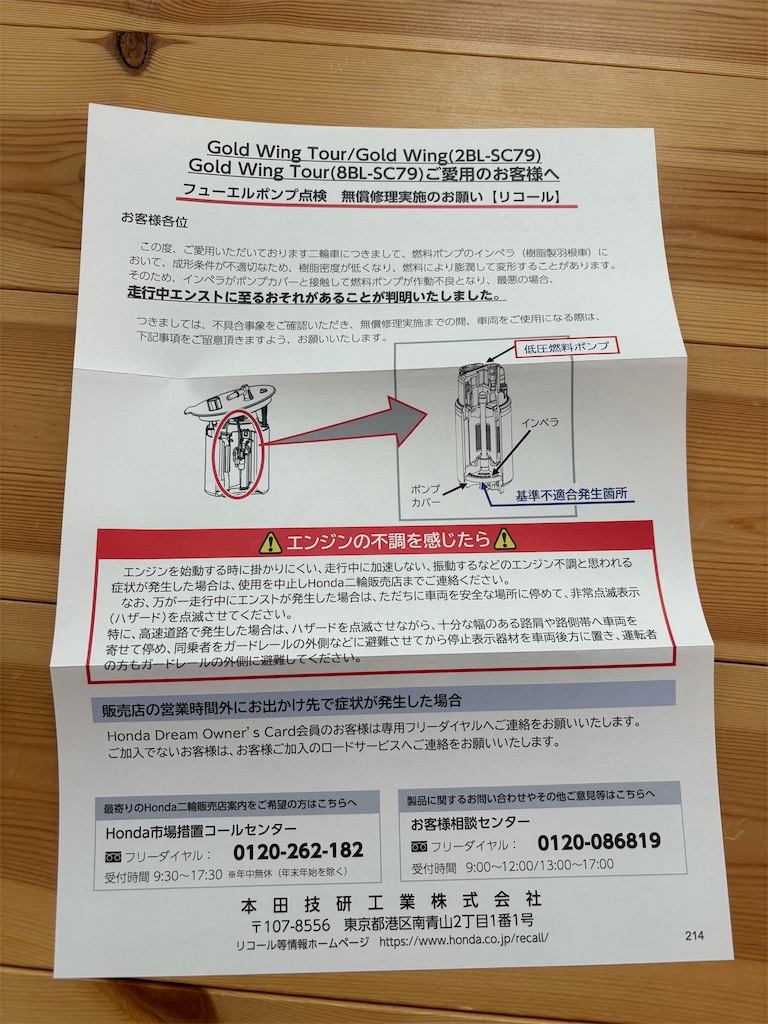 Gold Wing Tour/Gold Wing(2BL-SC79)
Gold Wing Tour(8BL-SC79)ご愛用のお客様へ
フューエルポンプ点検　無償修理実施のお願い【リコール】
お客様各位
この度、ご愛用いただいております二輪車につきまして、燃料ポンプのインペラ（樹脂製羽根車）に
おいて、成形条件が不適切なため、樹脂密度が低くなり、燃料により膨潤して変形することがあります。
そのため、インペラがポンプカバーと接触して燃料ポンプが作動不良となり、最悪の場合、
走行中エンストに至るおそれがあることが判明いたしました。
つきましては、不具合事象をご確認いただき、無償修理実施までの間、車両をご使用になる際は、
下記事項をご留意頂きますよう、お願いいたします。
低圧燃料ポンプ
インペラ
ポンプ
カバー
基準不適合発生箇所
エンジンの不調を感じたら
エンジンを始動する時に掛かりにくい、走行中に加速しない、振動するなどのエンジン不調と思われる
症状が発生した場合は、使用を中止しHonda二輪販売店までご連絡ください。
なお、万が一走行中にエンストが発生した場合は、ただちに車両を安全な場所に停めて、非常点滅表示
（ハザード）を点滅させてください。
特に、高速道路で発生した場合は、ハザードを点滅させながら、十分な幅のある路肩や路側帯へ車両を
寄せて停め、同乗者をガードレールの外側などに避難させてから停止表示器材を車両後方に置き、運転者
の方もガードレールの外側に避難してください。
販売店の営業時間外にお出かけ先で症状が発生した場合
Honda Dream Owner's Card会員のお客様は専用フリーダイヤルへご連絡をお願いいたします。
ご加入でないお客様は、お客様ご加入のロードサービスへご連絡をお願いいたします。
最寄りのHonda二輪販売店案内をご希望の方はこちらへ
Honda市場措置コールセンター
フリーダイヤル： 0120-262-182
受付時間 9:30〜17:30 ※年中無休（年末年始を除く）
製品に関するお問い合わせやその他ご意見等はこちらへ
お客様相談センター
フリーダイヤル： 0120-086819
受付時間 9:00〜12:00/13:00〜17:00
本田技研工業株式会社
〒107-8556 東京都港区南青山2丁目1番1号
リコール等情報ホームページ https://www.honda.co.jp/recall/
214